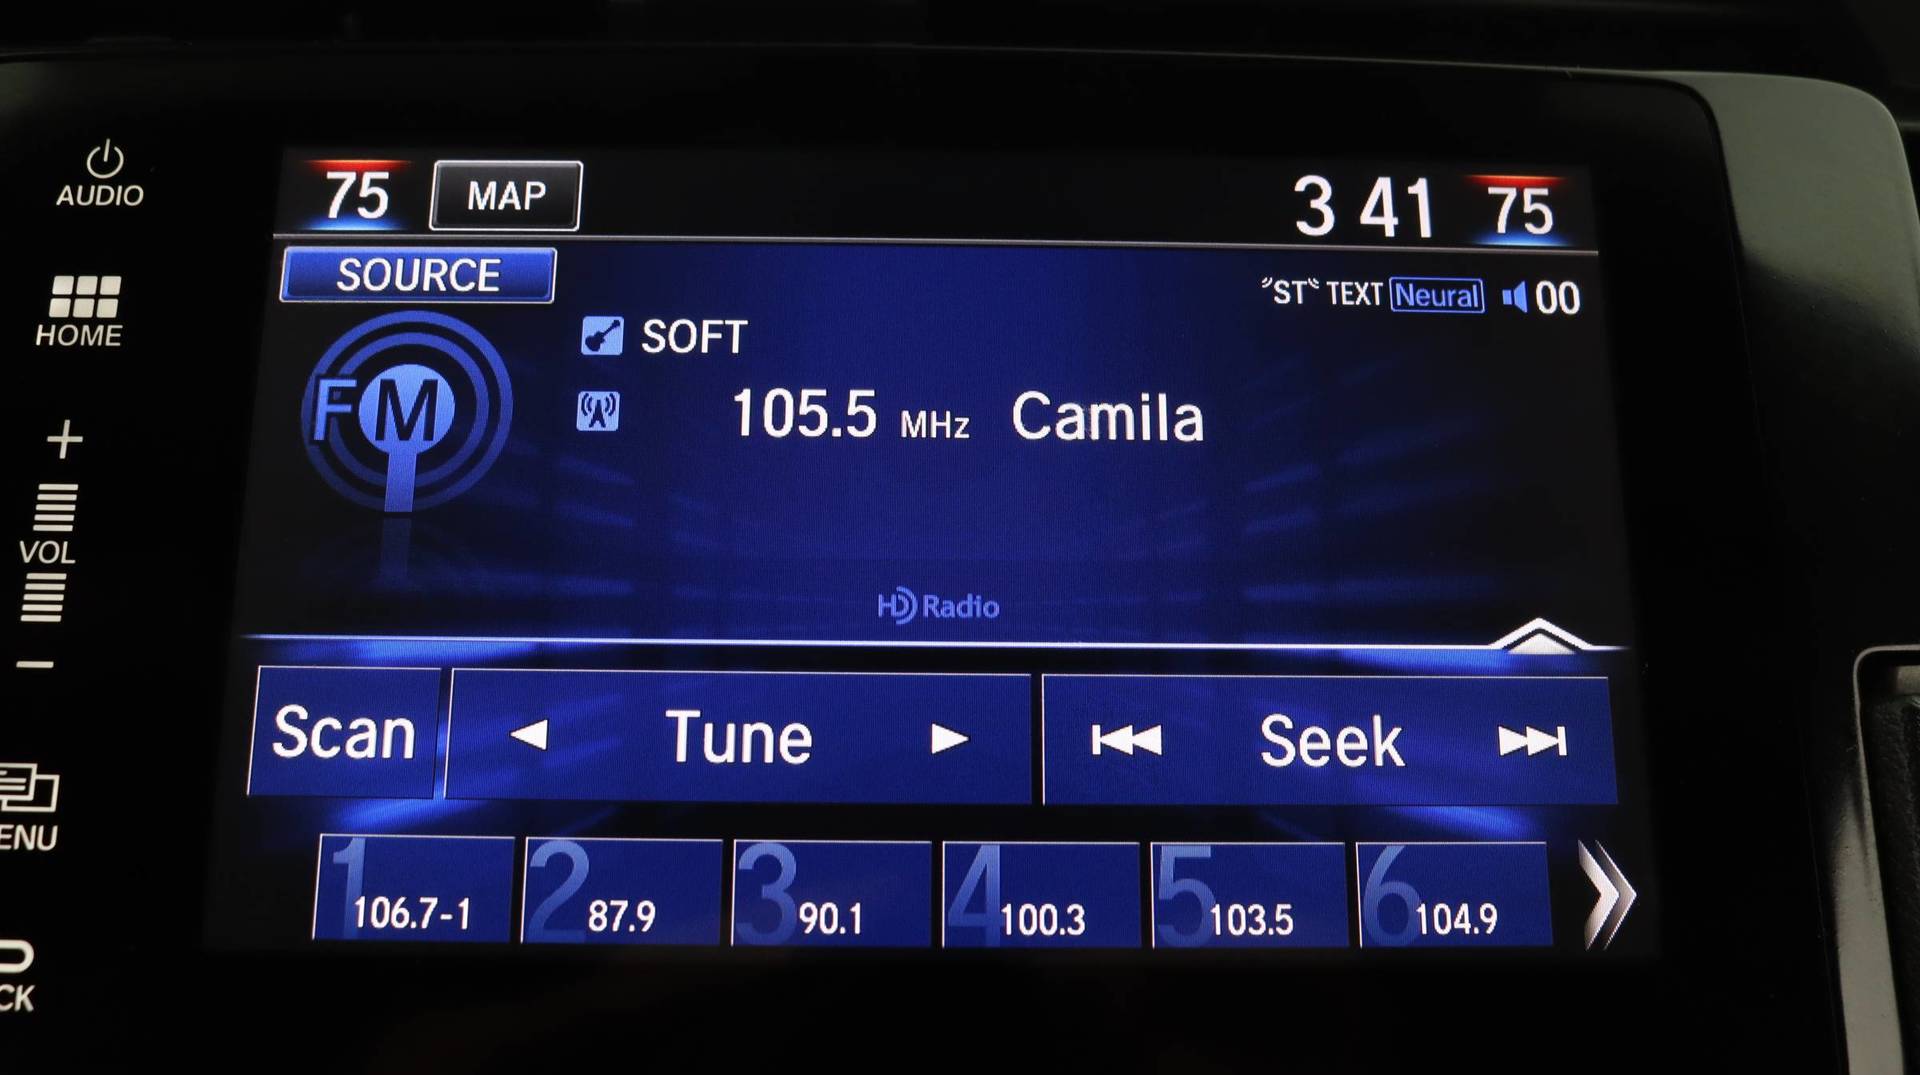 AUDIO
HOME
+
VOL
−
ENU
CK
75 MAP 3 41 75
SOURCE
"ST" TEXT Neural 00
FM
SOFT
105.5 MHz Camila
HD Radio
Scan Tune Seek
1 106.7-1 2 87.9 3 90.1 4 100.3 5 103.5 6 104.9